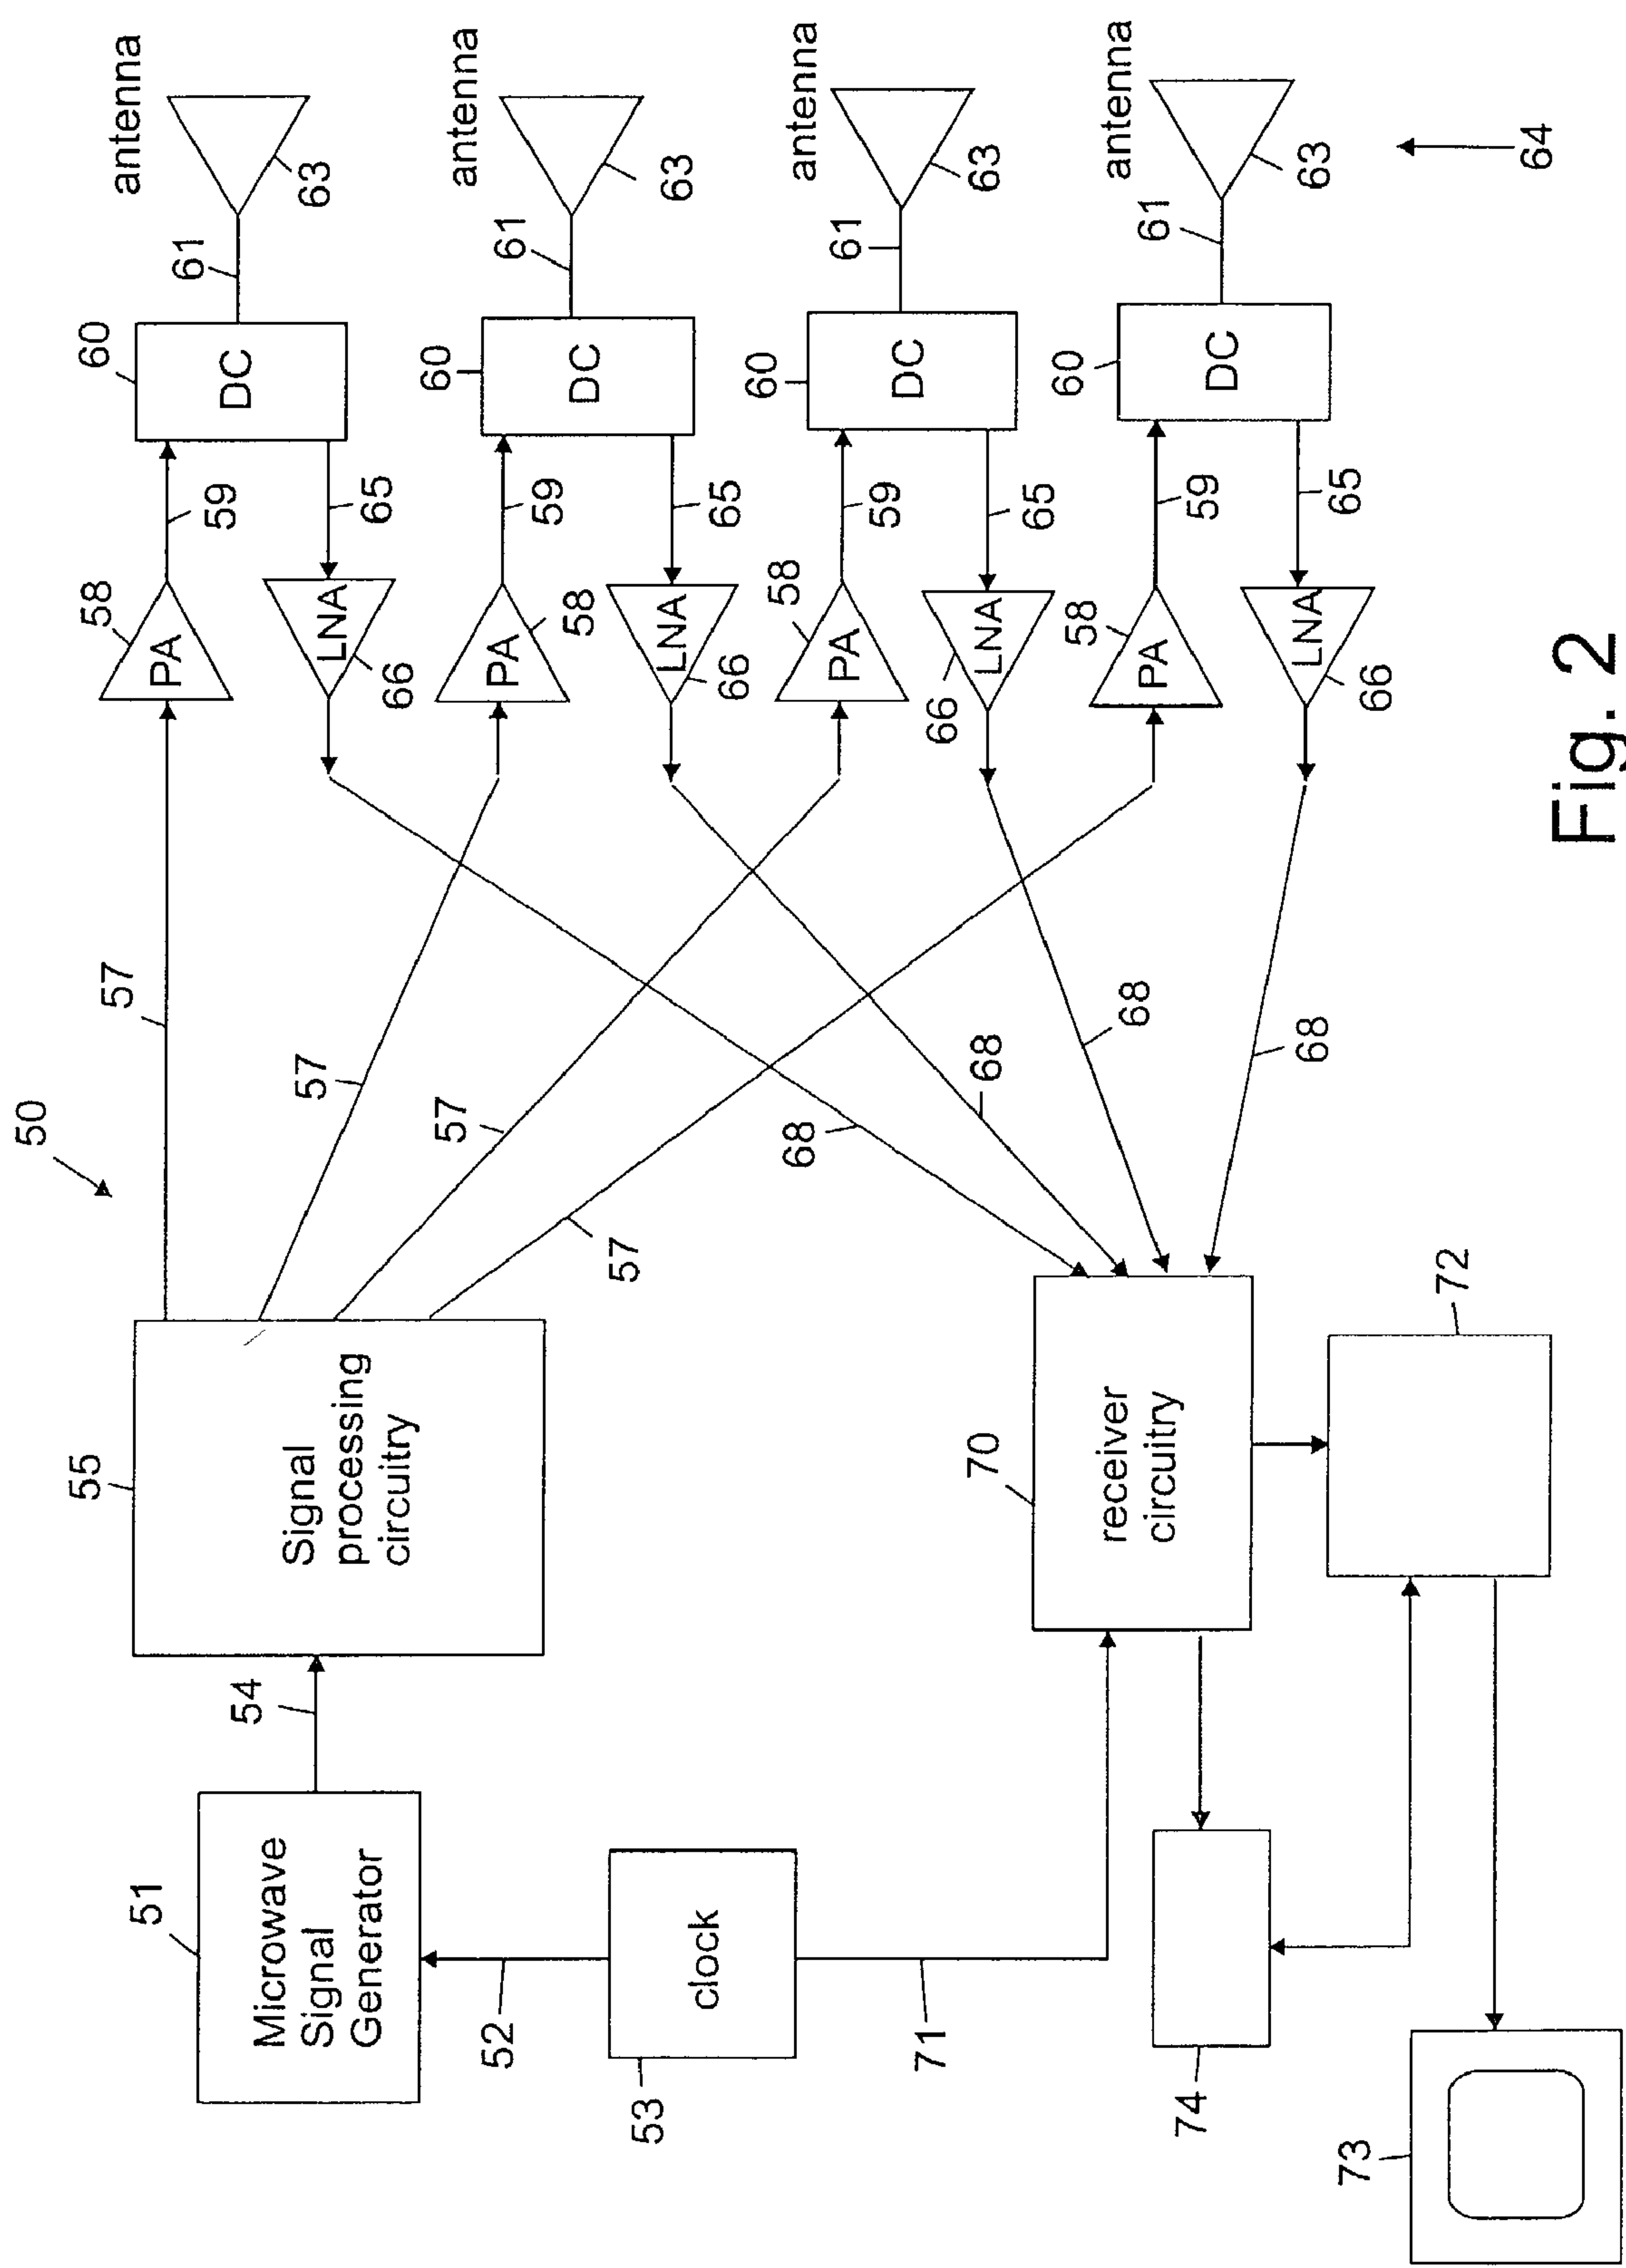 50
51
Microwave
Signal
Generator
52
53
clock
54
55
Signal
processing
circuitry
57
57
57
57
58
PA
59
60
DC
61
63
antenna
65
LNA
66
58
PA
59
60
DC
61
63
antenna
65
LNA
66
58
PA
59
60
DC
61
63
antenna
65
LNA
66
58
PA
59
60
DC
61
63
antenna
65
LNA
66
64
68
68
68
68
70
receiver
circuitry
71
72
73
74
Fig. 2